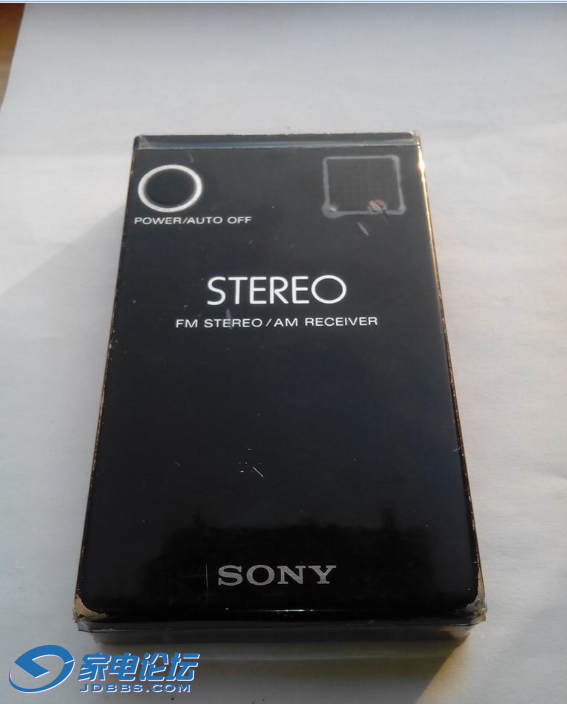 POWER/AUTO OFF
STEREO
FM STEREO/AM RECEIVER
SONY
家电论坛
JDBBS.COM